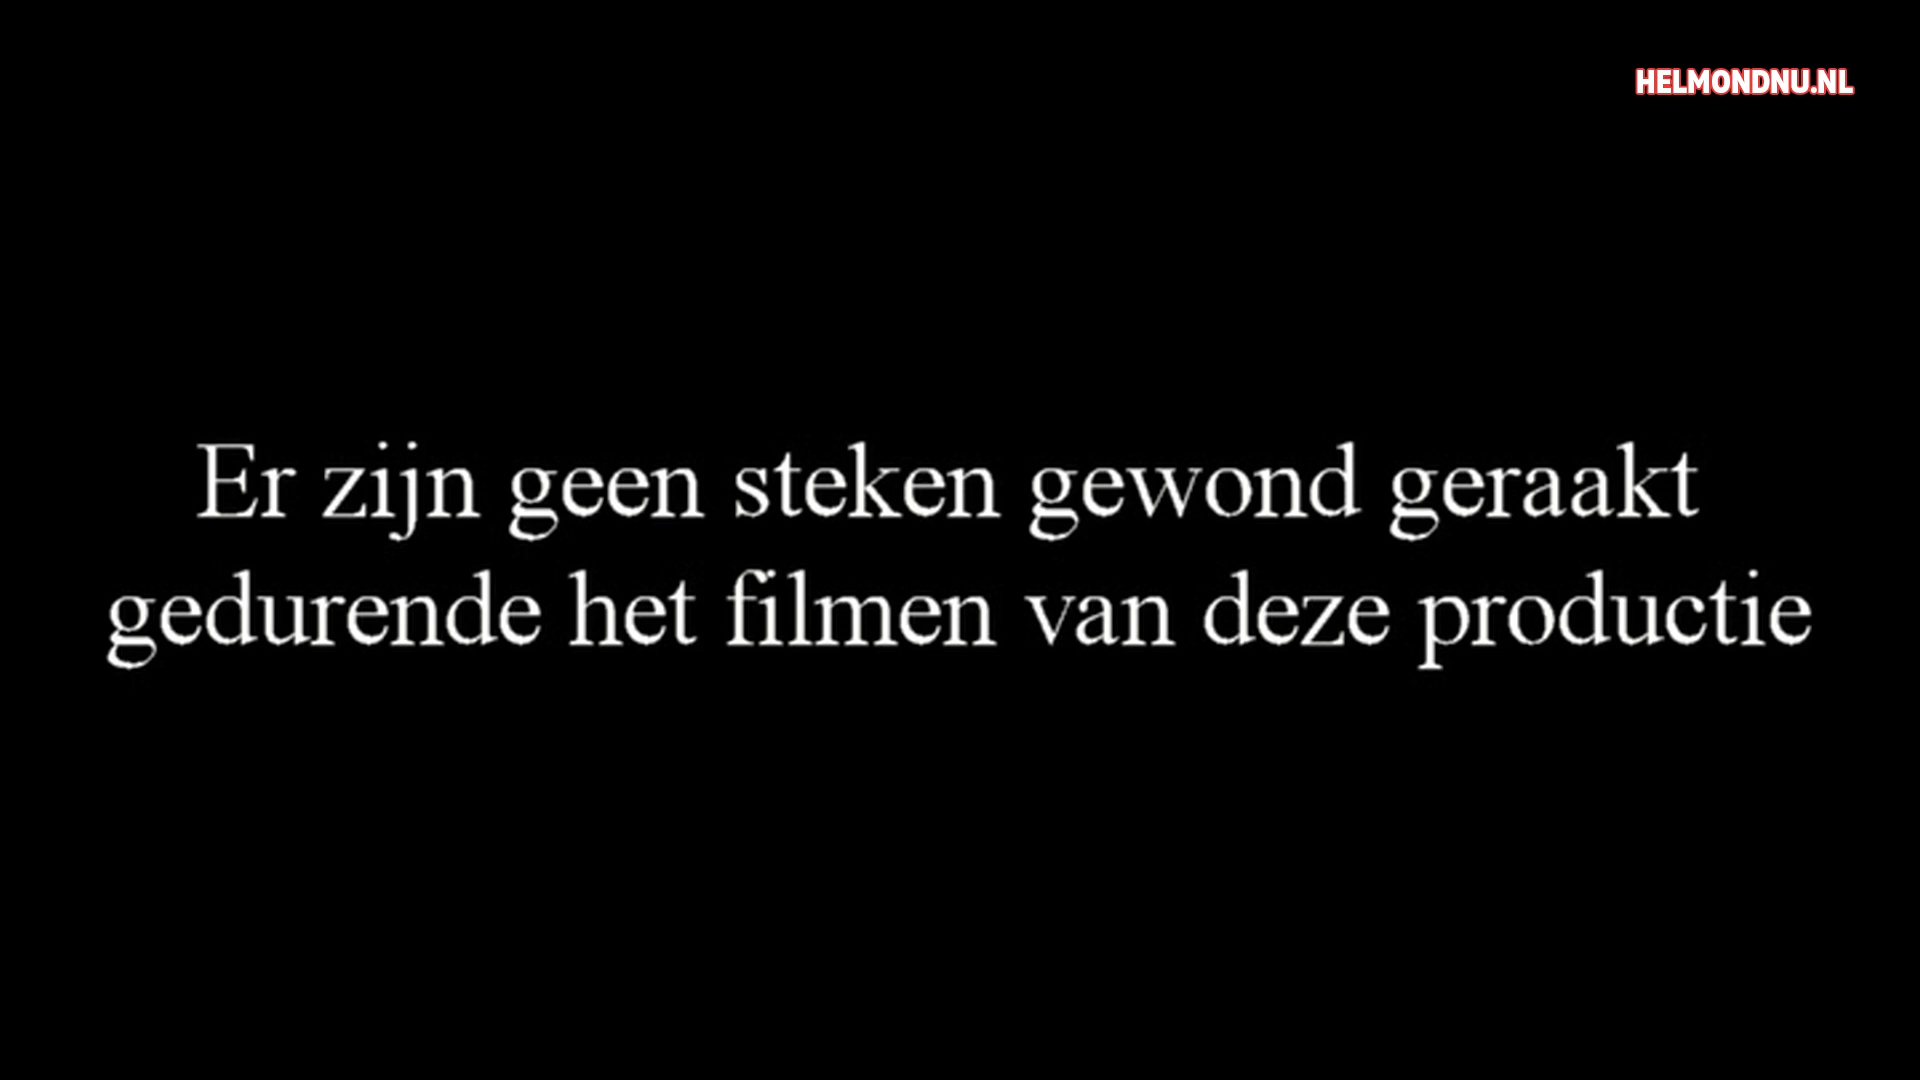 HELMONDNU.NL
Er zijn geen steken gewond geraakt
gedurende het filmen van deze productie